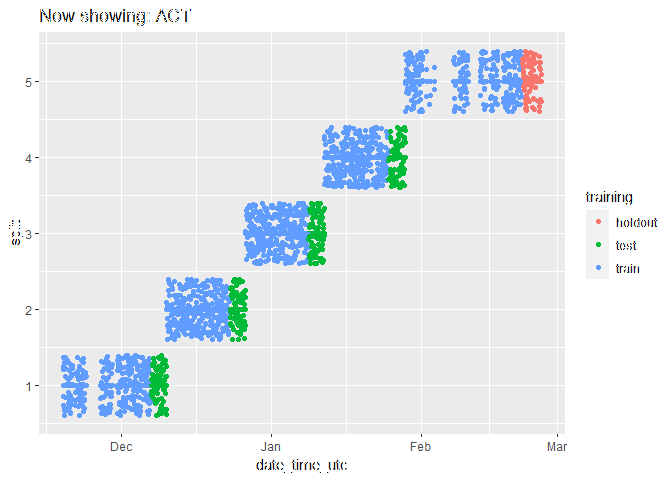 Now showing: ACT
5
4
3
2
1
split
Dec
Jan
Feb
Mar
date_time_utc
training
holdout
test
train